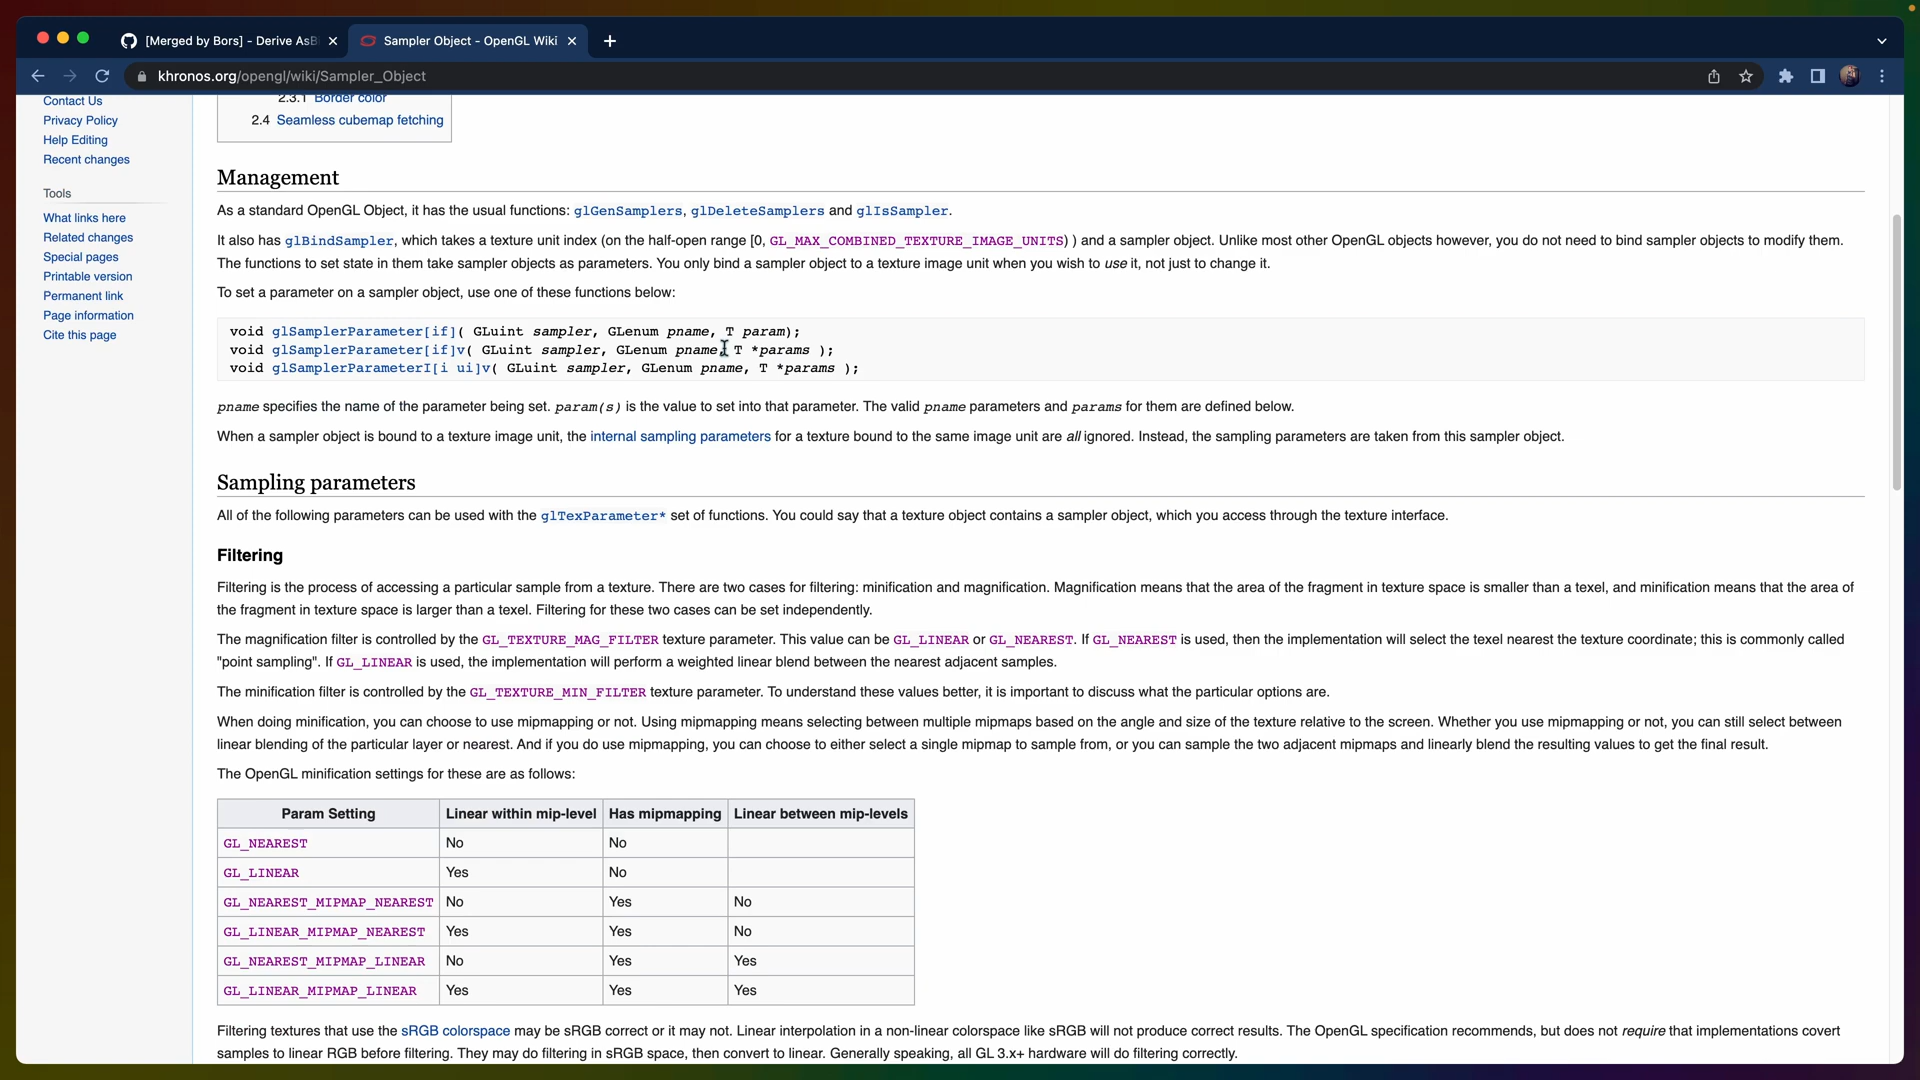 [Merged by Bors] - Derive AsB
Sampler Object - OpenGL Wiki
khronos.org/opengl/wiki/Sampler_Object
Contact Us
Privacy Policy
Help Editing
Recent changes
Tools
What links here
Related changes
Special pages
Printable version
Permanent link
Page information
Cite this page
2.3.1 Border color
2.4 Seamless cubemap fetching
Management
As a standard OpenGL Object, it has the usual functions: glGenSamplers, glDeleteSamplers and glIsSampler.
It also has glBindSampler, which takes a texture unit index (on the half-open range [0, GL_MAX_COMBINED_TEXTURE_IMAGE_UNITS) ) and a sampler object. Unlike most other OpenGL objects however, you do not need to bind sampler objects to modify them.
The functions to set state in them take sampler objects as parameters. You only bind a sampler object to a texture image unit when you wish to use it, not just to change it.
To set a parameter on a sampler object, use one of these functions below:
void glSamplerParameter[if]( GLuint sampler, GLenum pname, T param);
void glSamplerParameter[if]v( GLuint sampler, GLenum pname, T *params );
void glSamplerParameterI[i ui]v( GLuint sampler, GLenum pname, T *params );
pname specifies the name of the parameter being set. param(s) is the value to set into that parameter. The valid pname parameters and params for them are defined below.
When a sampler object is bound to a texture image unit, the internal sampling parameters for a texture bound to the same image unit are all ignored. Instead, the sampling parameters are taken from this sampler object.
Sampling parameters
All of the following parameters can be used with the glTexParameter* set of functions. You could say that a texture object contains a sampler object, which you access through the texture interface.
Filtering
Filtering is the process of accessing a particular sample from a texture. There are two cases for filtering: minification and magnification. Magnification means that the area of the fragment in texture space is smaller than a texel, and minification means that the area of
the fragment in texture space is larger than a texel. Filtering for these two cases can be set independently.
The magnification filter is controlled by the GL_TEXTURE_MAG_FILTER texture parameter. This value can be GL_LINEAR or GL_NEAREST. If GL_NEAREST is used, then the implementation will select the texel nearest the texture coordinate; this is commonly called
"point sampling". If GL_LINEAR is used, the implementation will perform a weighted linear blend between the nearest adjacent samples.
The minification filter is controlled by the GL_TEXTURE_MIN_FILTER texture parameter. To understand these values better, it is important to discuss what the particular options are.
When doing minification, you can choose to use mipmapping or not. Using mipmapping means selecting between multiple mipmaps based on the angle and size of the texture relative to the screen. Whether you use mipmapping or not, you can still select between
linear blending of the particular layer or nearest. And if you do use mipmapping, you can choose to either select a single mipmap to sample from, or you can sample the two adjacent mipmaps and linearly blend the resulting values to get the final result.
The OpenGL minification settings for these are as follows:
Param Setting Linear within mip-level Has mipmapping Linear between mip-levels
GL_NEAREST No No
GL_LINEAR Yes No
GL_NEAREST_MIPMAP_NEAREST No Yes No
GL_LINEAR_MIPMAP_NEAREST Yes Yes No
GL_NEAREST_MIPMAP_LINEAR No Yes Yes
GL_LINEAR_MIPMAP_LINEAR Yes Yes Yes
Filtering textures that use the sRGB colorspace may be sRGB correct or it may not. Linear interpolation in a non-linear colorspace like sRGB will not produce correct results. The OpenGL specification recommends, but does not require that implementations covert
samples to linear RGB before filtering. They may do filtering in sRGB space, then convert to linear. Generally speaking, all GL 3.x+ hardware will do filtering correctly.